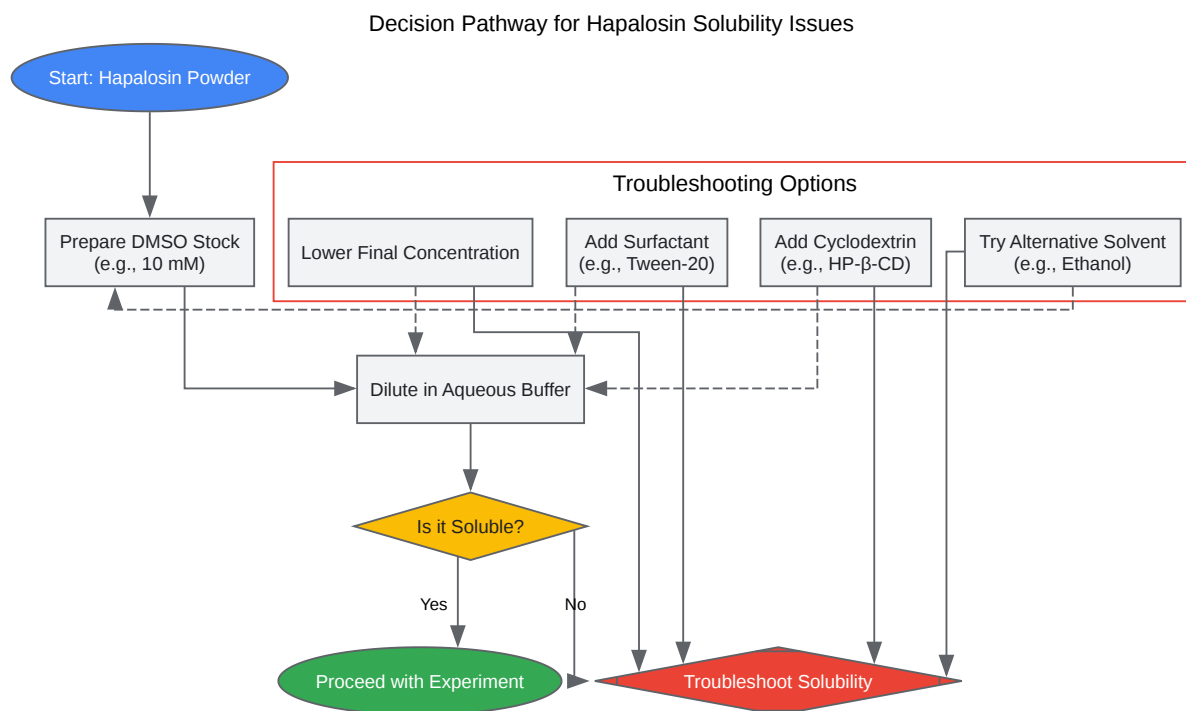 Decision Pathway for Hapalosin Solubility Issues
Start: Hapalosin Powder
Troubleshooting Options
Prepare DMSO Stock
(e.g., 10 mM)
Lower Final Concentration
Add Surfactant
(e.g., Tween-20)
Add Cyclodextrin
(e.g., HP-β-CD)
Try Alternative Solvent
(e.g., Ethanol)
Dilute in Aqueous Buffer
Is it Soluble?
Yes
No
Proceed with Experiment
Troubleshoot Solubility